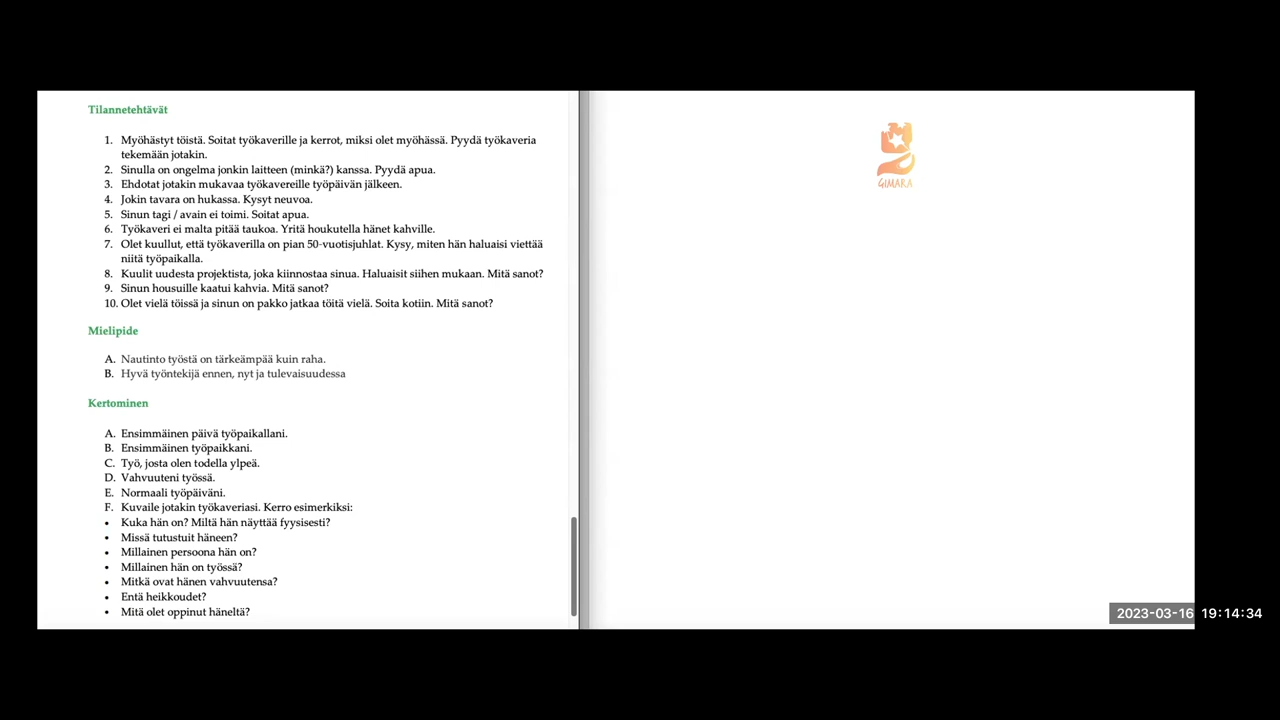 Tilannetehtävät
1. Myöhästyt töistä. Soitat työkaverille ja kerrot, miksi olet myöhässä. Pyydä työkaveria
tekemään jotakin.
2. Sinulla on ongelma jonkin laitteen (minkä?) kanssa. Pyydä apua.
3. Ehdotat jotakin mukavaa työkavereille työpäivän jälkeen.
4. Jokin tavara on hukassa. Kysyt neuvoa.
5. Sinun tagi / avain ei toimi. Soitat apua.
6. Työkaveri ei malta pitää taukoa. Yritä houkutella hänet kahville.
7. Olet kuullut, että työkaverilla on pian 50-vuotisjuhlat. Kysy, miten hän haluaisi viettää
niitä työpaikalla.
8. Kuulit uudesta projektista, joka kiinnostaa sinua. Haluaisit siihen mukaan. Mitä sanot?
9. Sinun housuille kaatui kahvia. Mitä sanot?
10. Olet vielä töissä ja sinun on pakko jatkaa töitä vielä. Soita kotiin. Mitä sanot?
Mielipide
A. Nautinto työstä on tärkeämpää kuin raha.
B. Hyvä työntekijä ennen, nyt ja tulevaisuudessa
Kertominen
A. Ensimmäinen päivä työpaikallani.
B. Ensimmäinen työpaikkani.
C. Työ, josta olen todella ylpeä.
D. Vahvuuteni työssä.
E. Normaali työpäiväni.
F. Kuvaile jotakin työkaveriasi. Kerro esimerkiksi:
• Kuka hän on? Miltä hän näyttää fyysisesti?
• Missä tutustuit häneen?
• Millainen persoona hän on?
• Millainen hän on työssä?
• Mitkä ovat hänen vahvuutensa?
• Entä heikkoudet?
• Mitä olet oppinut häneltä?
GIMARA
2023-03-16 19:14:34